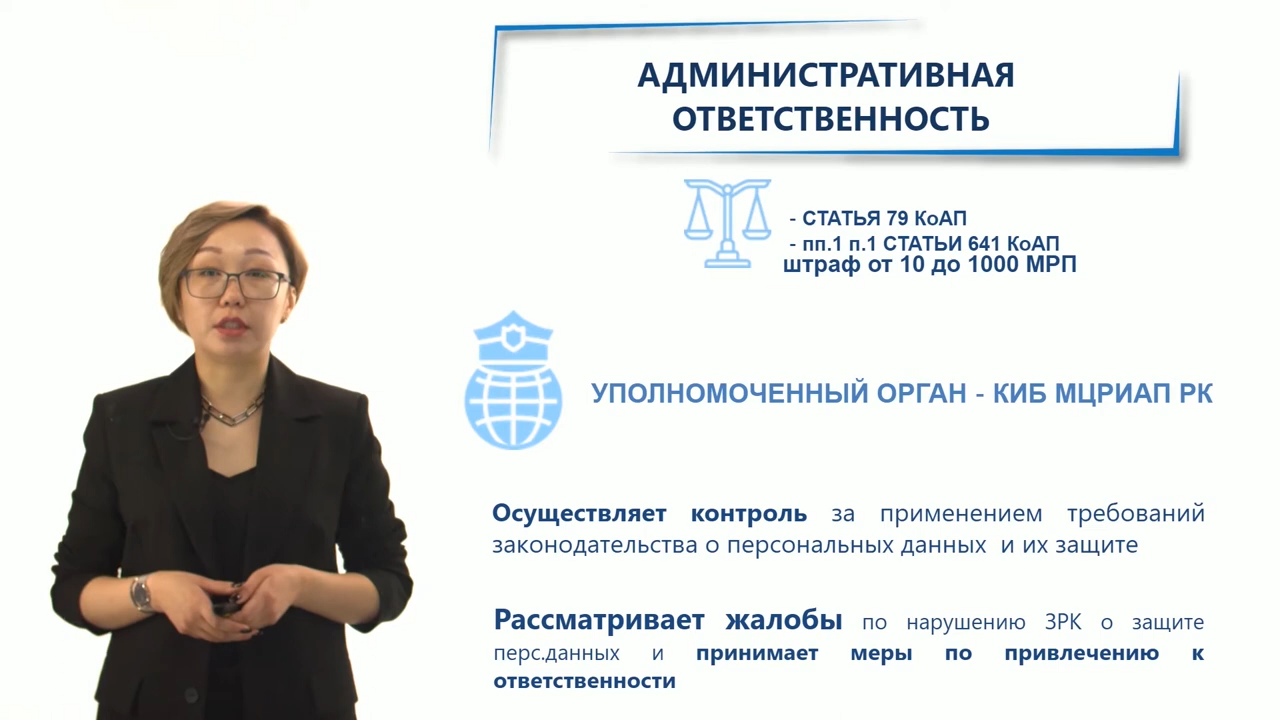 АДМИНИСТРАТИВНАЯ
ОТВЕТСТВЕННОСТЬ
- СТАТЬЯ 79 КоАП
- пп.1 п.1 СТАТЬИ 641 КоАП
штраф от 10 до 1000 МРП
УПОЛНОМОЧЕННЫЙ ОРГАН - КИБ МЦРИАП РК
Осуществляет контроль за применением требований
законодательства о персональных данных и их защите
Рассматривает жалобы по нарушению ЗРК о защите
перс.данных и принимает меры по привлечению к
ответственности